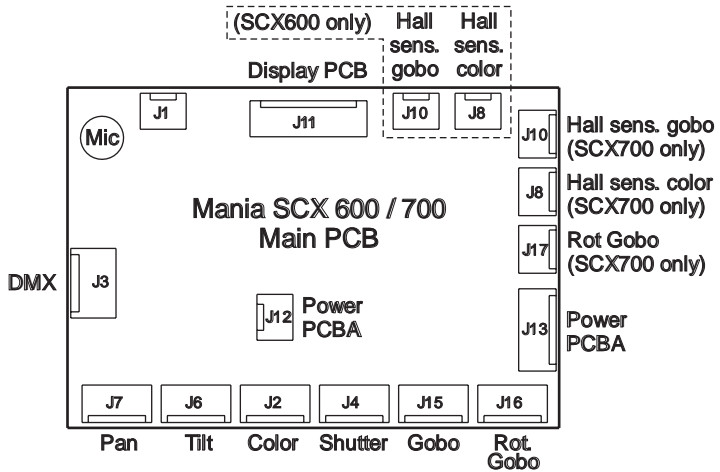 (SCX600 only)
Hall
sens.
gobo
Hall
sens.
color
Display PCB
J1
J11
J10
J8
Mic
J10
Hall sens. gobo
(SCX700 only)
J8
Hall sens. color
(SCX700 only)
Mania SCX 600 / 700
Main PCB
J17
Rot Gobo
(SCX700 only)
DMX
J3
J12
Power
PCBA
J13
Power
PCBA
J7
J6
J2
J4
J15
J16
Pan
Tilt
Color
Shutter
Gobo
Rot.
Gobo